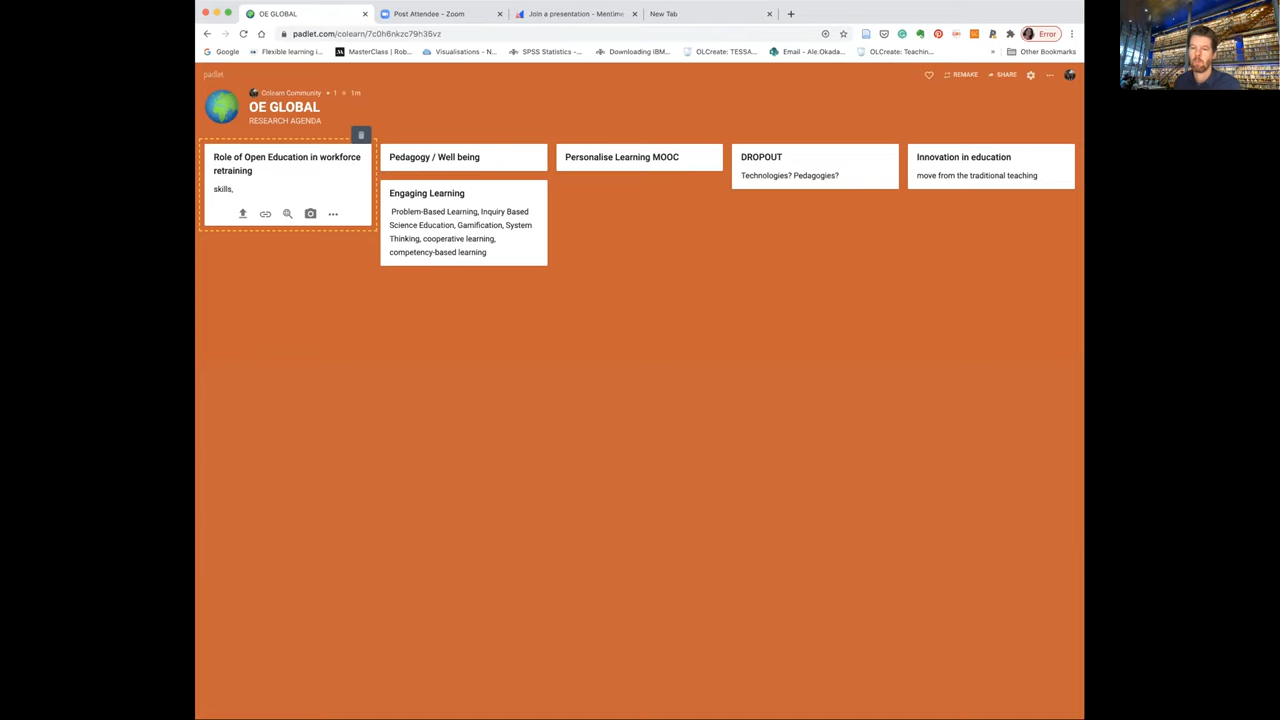 OE GLOBAL
Post Attendee - Zoom
Join a presentation - Mentime
New Tab
padlet.com/colearn/7c0h6nkzc79h35vz
Error
Google
Flexible learning i...
MasterClass | Rob...
Visualisations - N...
SPSS Statistics -...
Downloading IBM...
OLCreate: TESSA...
Email - Ale.Okada...
OLCreate: Teachin...
»
Other Bookmarks
padlet
REMAKE
SHARE
Colearn Community • 1 1m
OE GLOBAL
RESEARCH AGENDA
Role of Open Education in workforce
retraining
skills,
Pedagogy / Well being
Engaging Learning
Problem-Based Learning, Inquiry Based
Science Education, Gamification, System
Thinking, cooperative learning,
competency-based learning
Personalise Learning MOOC
DROPOUT
Technologies? Pedagogies?
Innovation in education
move from the traditional teaching